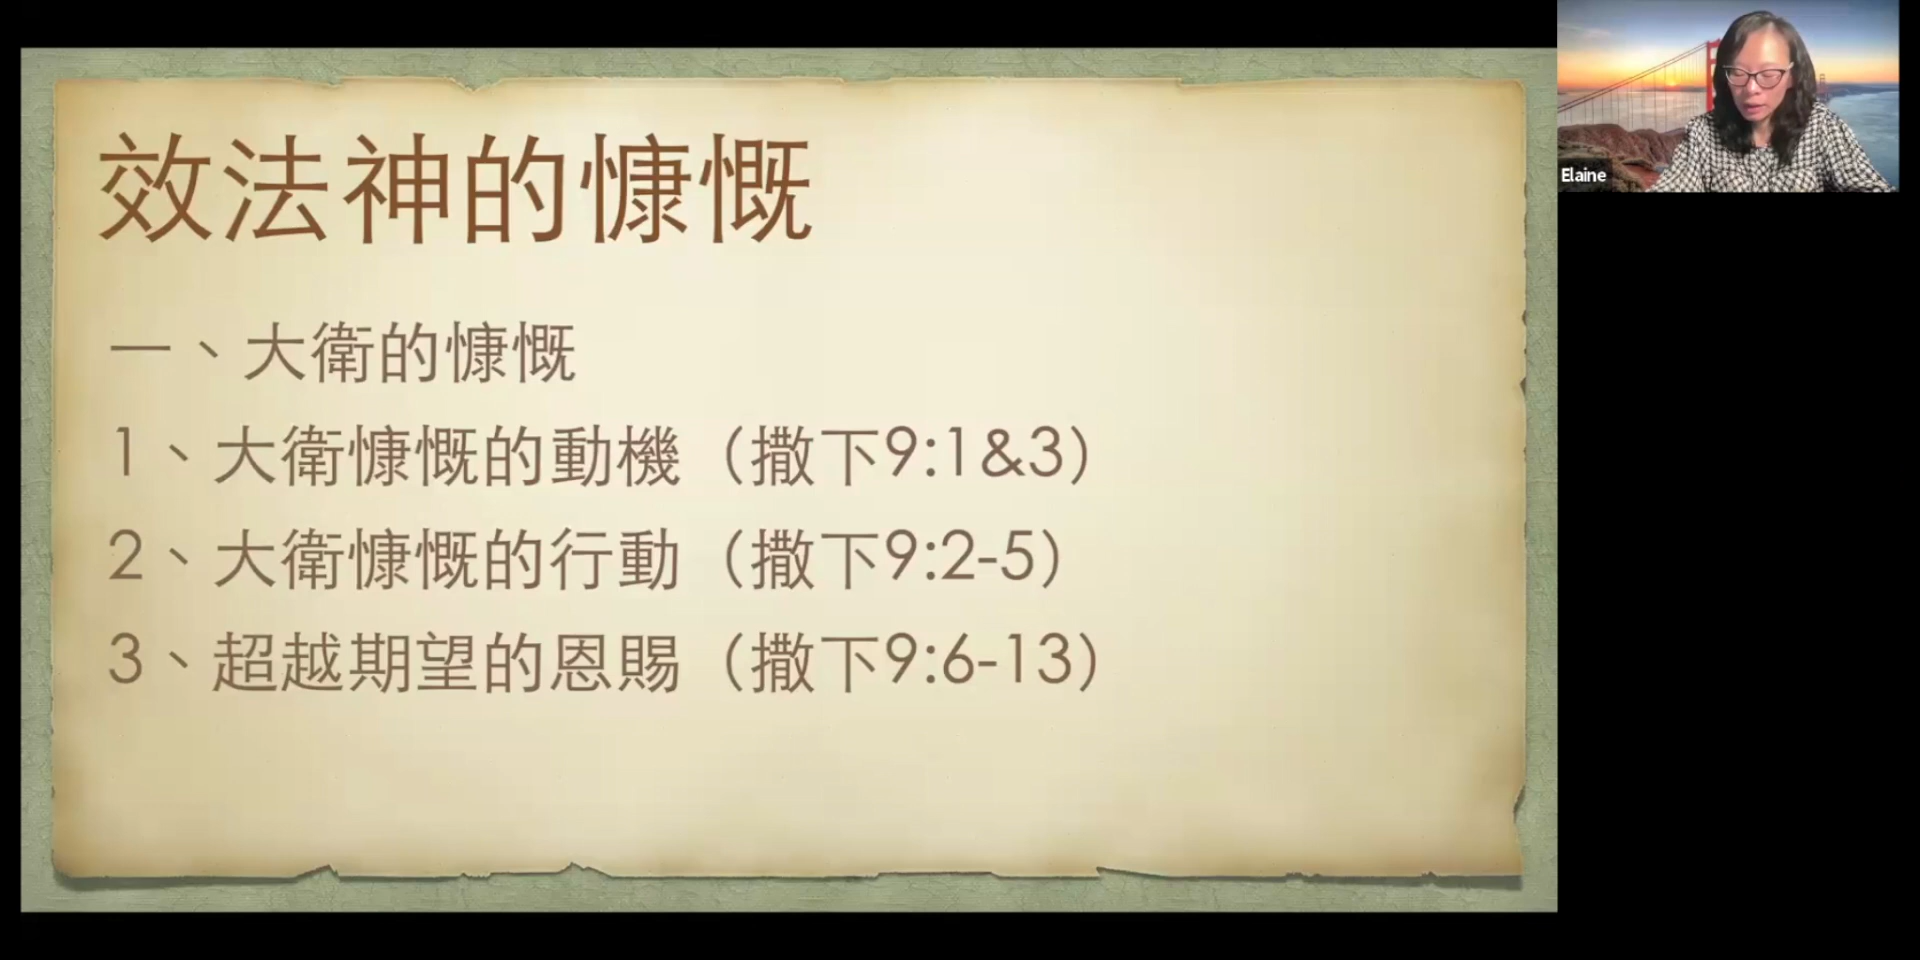 效法神的慷慨
一、大衛的慷慨
1、大衛慷慨的動機（撒下9:1&3）
2、大衛慷慨的行動（撒下9:2-5）
3、超越期望的恩賜（撒下9:6-13）
Elaine